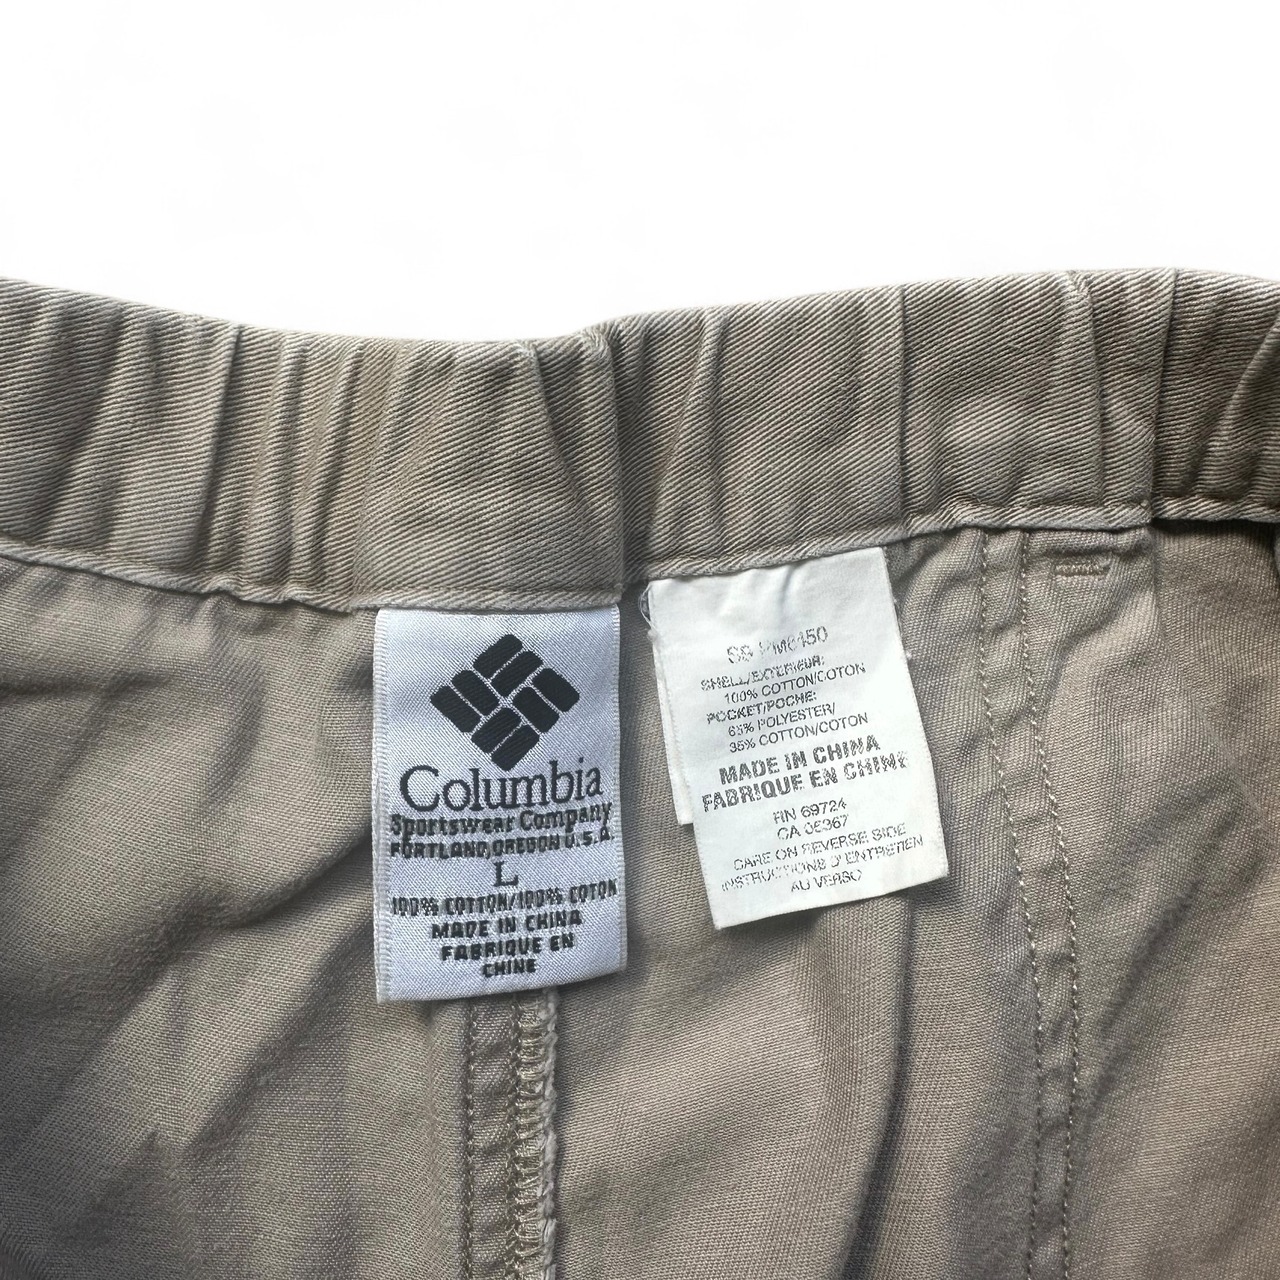 Columbia
Sportswear Company
PORTLAND, OREGON U.S.A.
L
100% COTTON/100% COTON
MADE IN CHINA
FABRIQUE EN
CHINE
SHELL/EXTERIEUR:
100% COTTON/COTON
POCKET/POCHE:
65% POLYESTER/
35% COTTON/COTON
MADE IN CHINA
FABRIQUE EN CHINE
RN 69724
CA 05367
CARE ON REVERSE SIDE
INSTRUCTIONS D'ENTRETIEN
AU VERSO